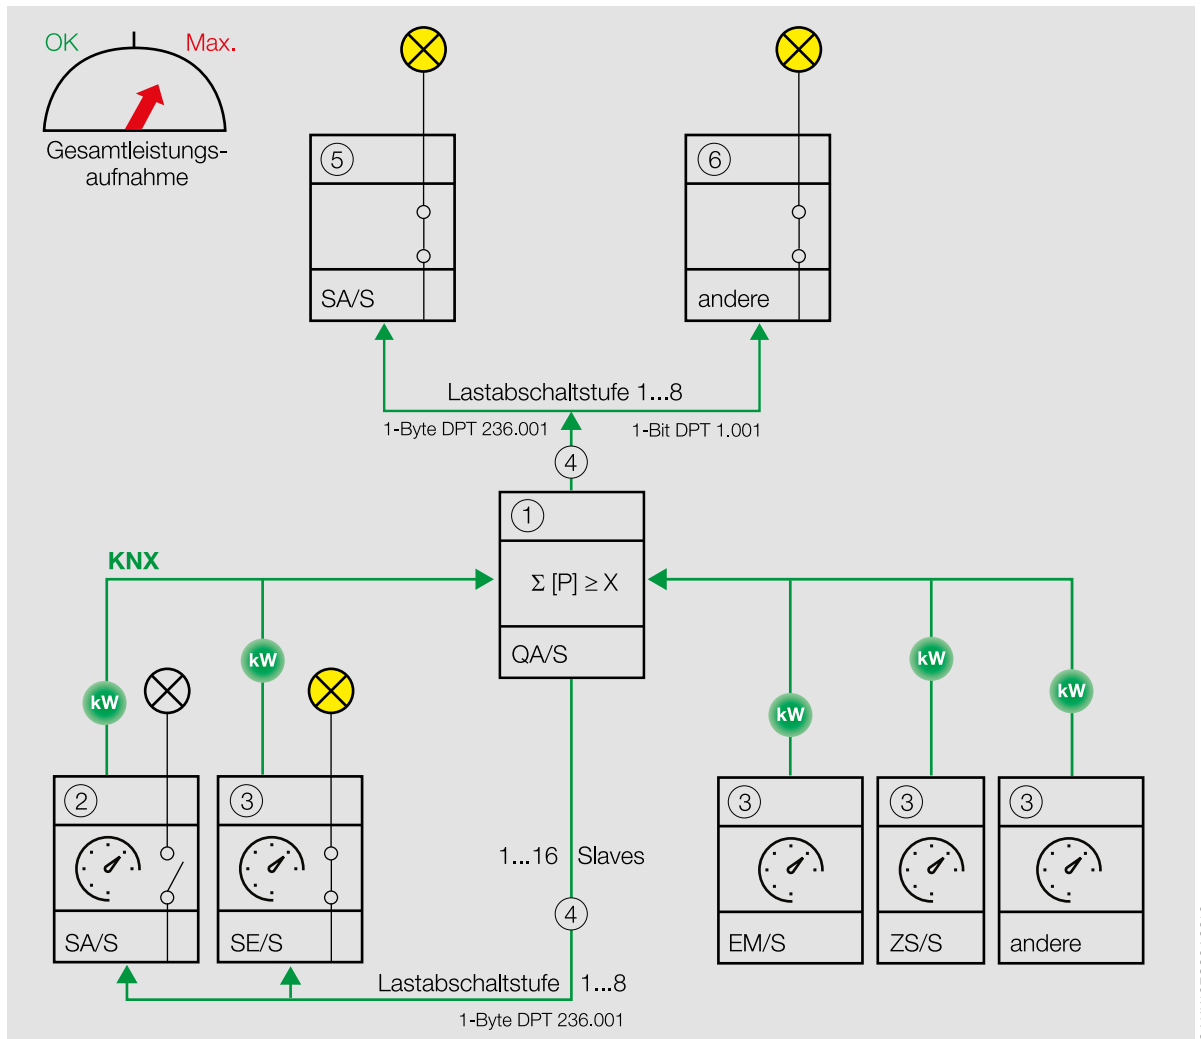 OK
Max.
Gesamtleistungs-
aufnahme
5
SA/S
6
andere
Lastabschaltstufe 1...8
1-Byte DPT 236.001
1-Bit DPT 1.001
4
1
Σ [P] ≥ X
QA/S
KNX
kW
kW
kW
kW
kW
2
SA/S
3
SE/S
3
EM/S
3
ZS/S
3
andere
1...16 Slaves
4
Lastabschaltstufe 1...8
1-Byte DPT 236.001